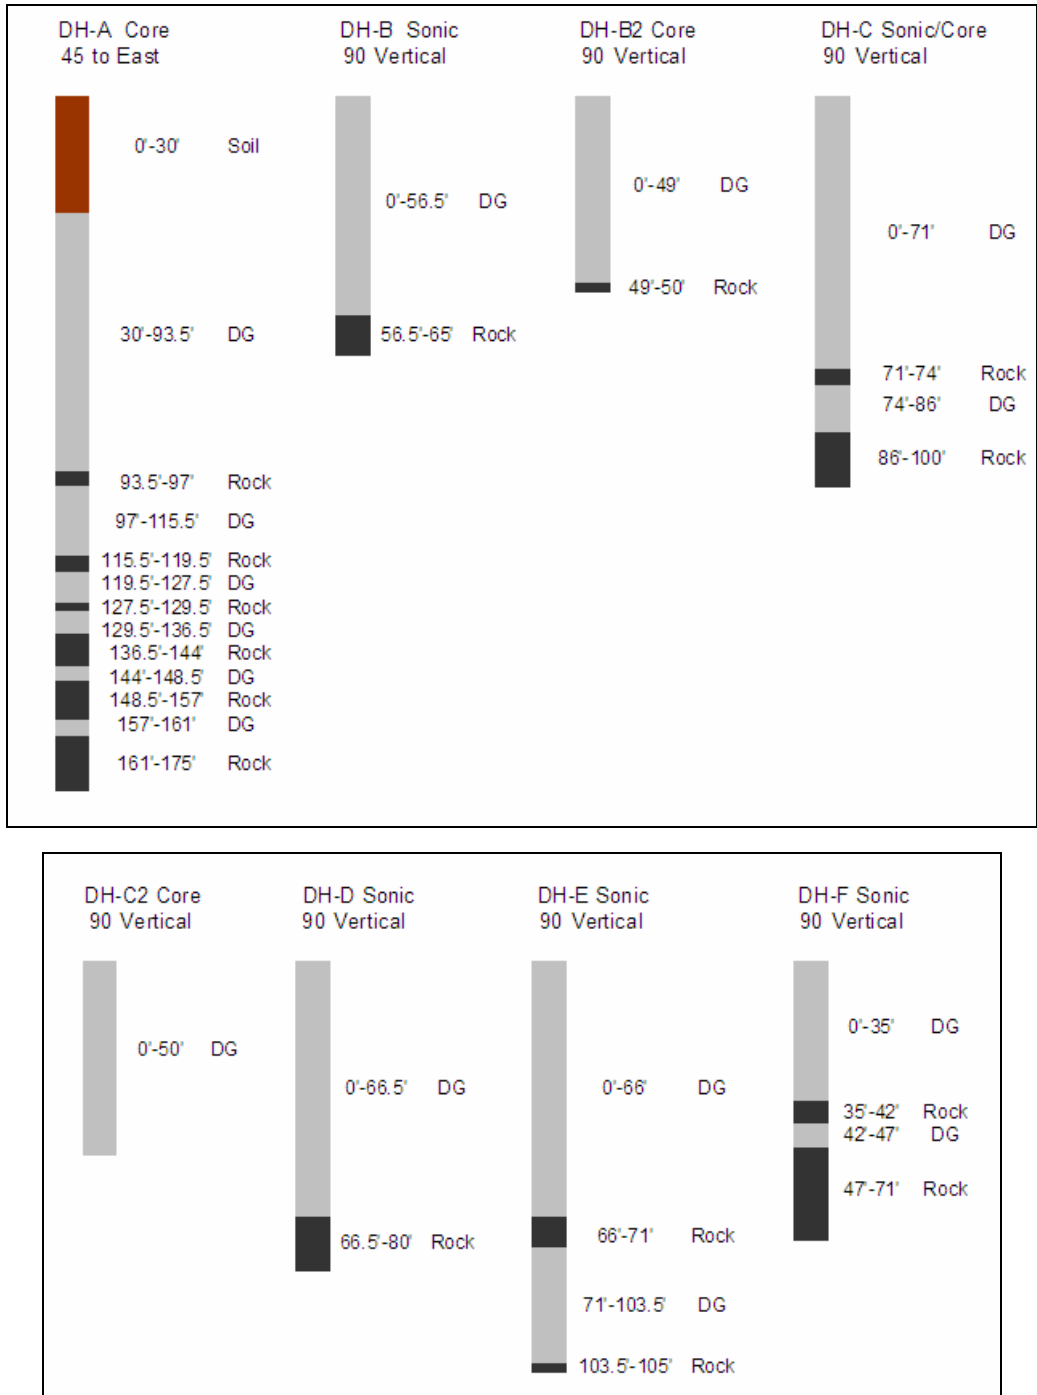 DH-A Core
45 to East
0'-30' Soil
30'-93.5' DG
93.5'-97' Rock
97'-115.5' DG
115.5'-119.5' Rock
119.5'-127.5' DG
127.5'-129.5' Rock
129.5'-136.5' DG
136.5'-144' Rock
144'-148.5' DG
148.5'-157' Rock
157'-161' DG
161'-175' Rock
DH-B Sonic
90 Vertical
0'-56.5' DG
56.5'-65' Rock
DH-B2 Core
90 Vertical
0'-49' DG
49'-50' Rock
DH-C Sonic/Core
90 Vertical
0'-71' DG
71'-74' Rock
74'-86' DG
86'-100' Rock
DH-C2 Core
90 Vertical
0'-50' DG
DH-D Sonic
90 Vertical
0'-66.5' DG
66.5'-80' Rock
DH-E Sonic
90 Vertical
0'-66' DG
66'-71' Rock
71'-103.5' DG
103.5'-105' Rock
DH-F Sonic
90 Vertical
0'-35' DG
35'-42' Rock
42'-47' DG
47'-71' Rock